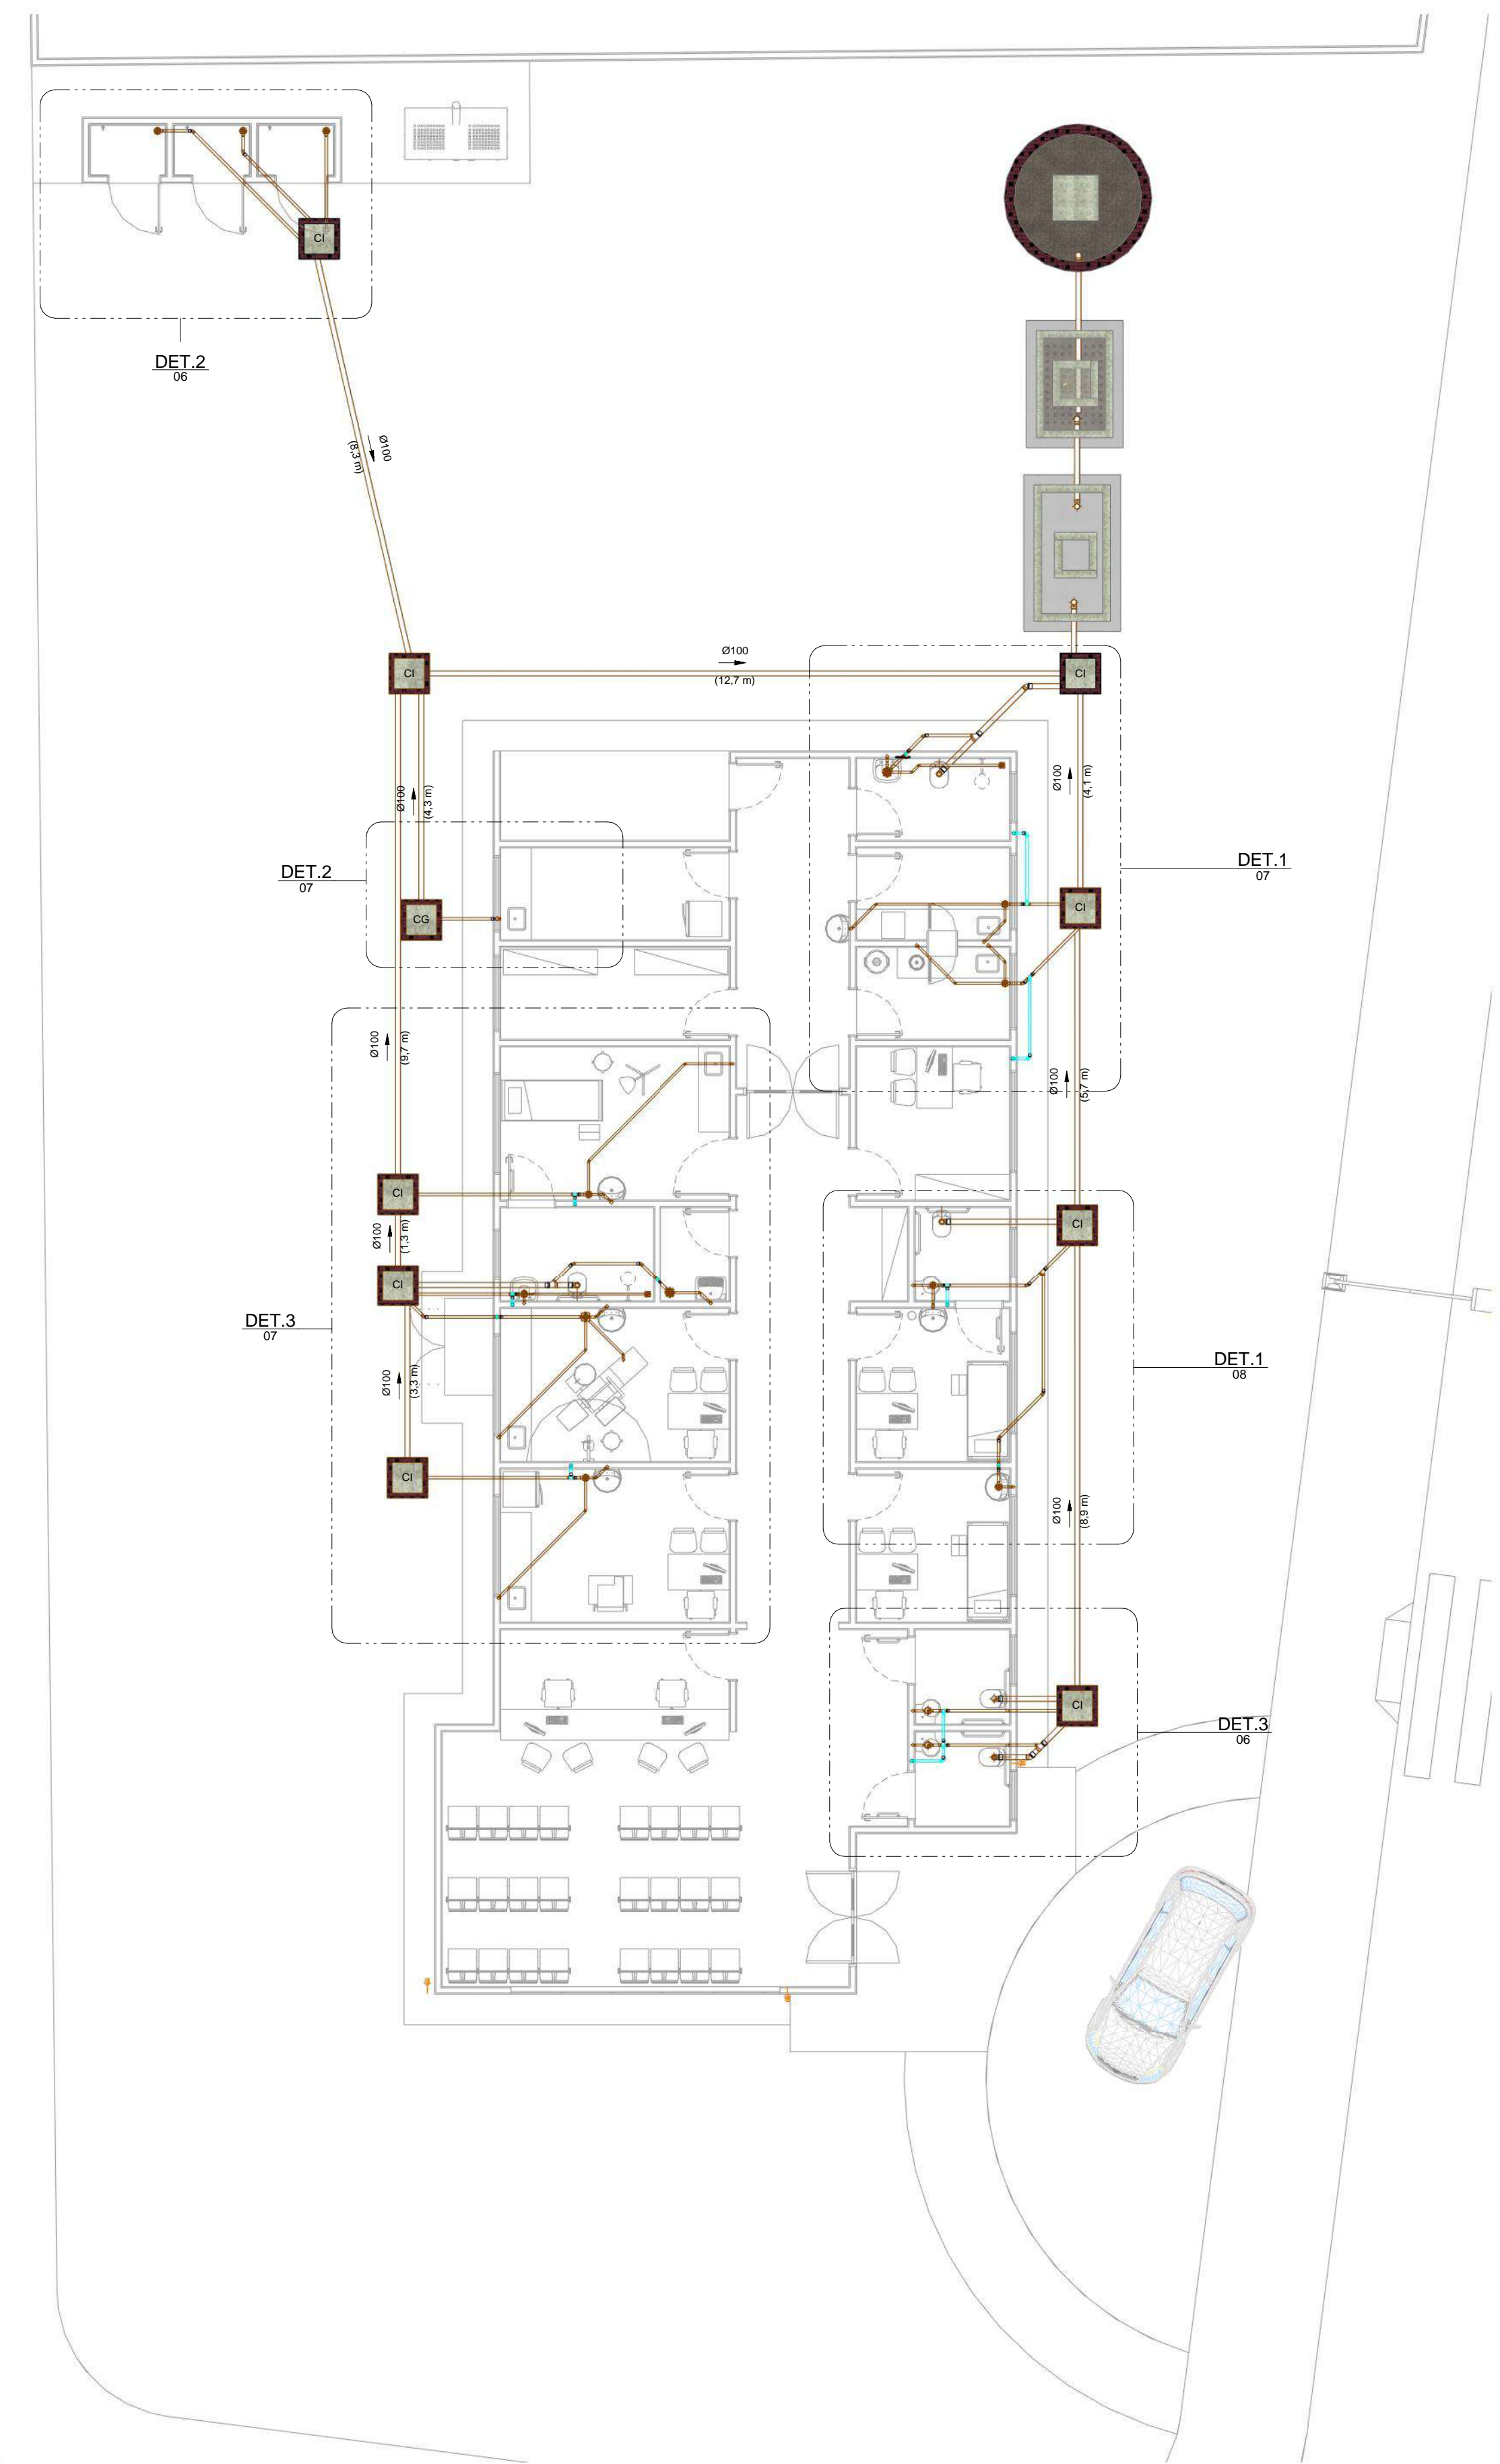 CI
DET.2
06
Ø100
(8,3 m)
CI
Ø100
(12,7 m)
CI
Ø100
(4,3 m)
Ø100
(4,1 m)
DET.2
07
DET.1
07
CG
CI
Ø100
(9,7 m)
Ø100
(5,7 m)
CI
Ø100
(1,3 m)
CI
CI
DET.3
07
Ø100
(3,3 m)
DET.1
08
CI
Ø100
(8,9 m)
CI
DET.3
06